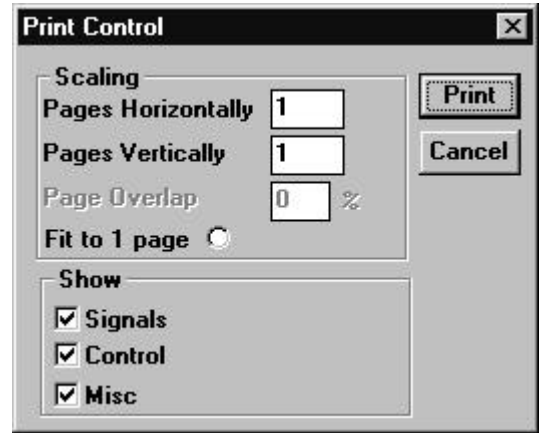 Print Control
Scaling
Pages Horizontally 1
Pages Vertically 1
Page Overlap 0 %
Fit to 1 page
Print
Cancel
Show
Signals
Control
Misc